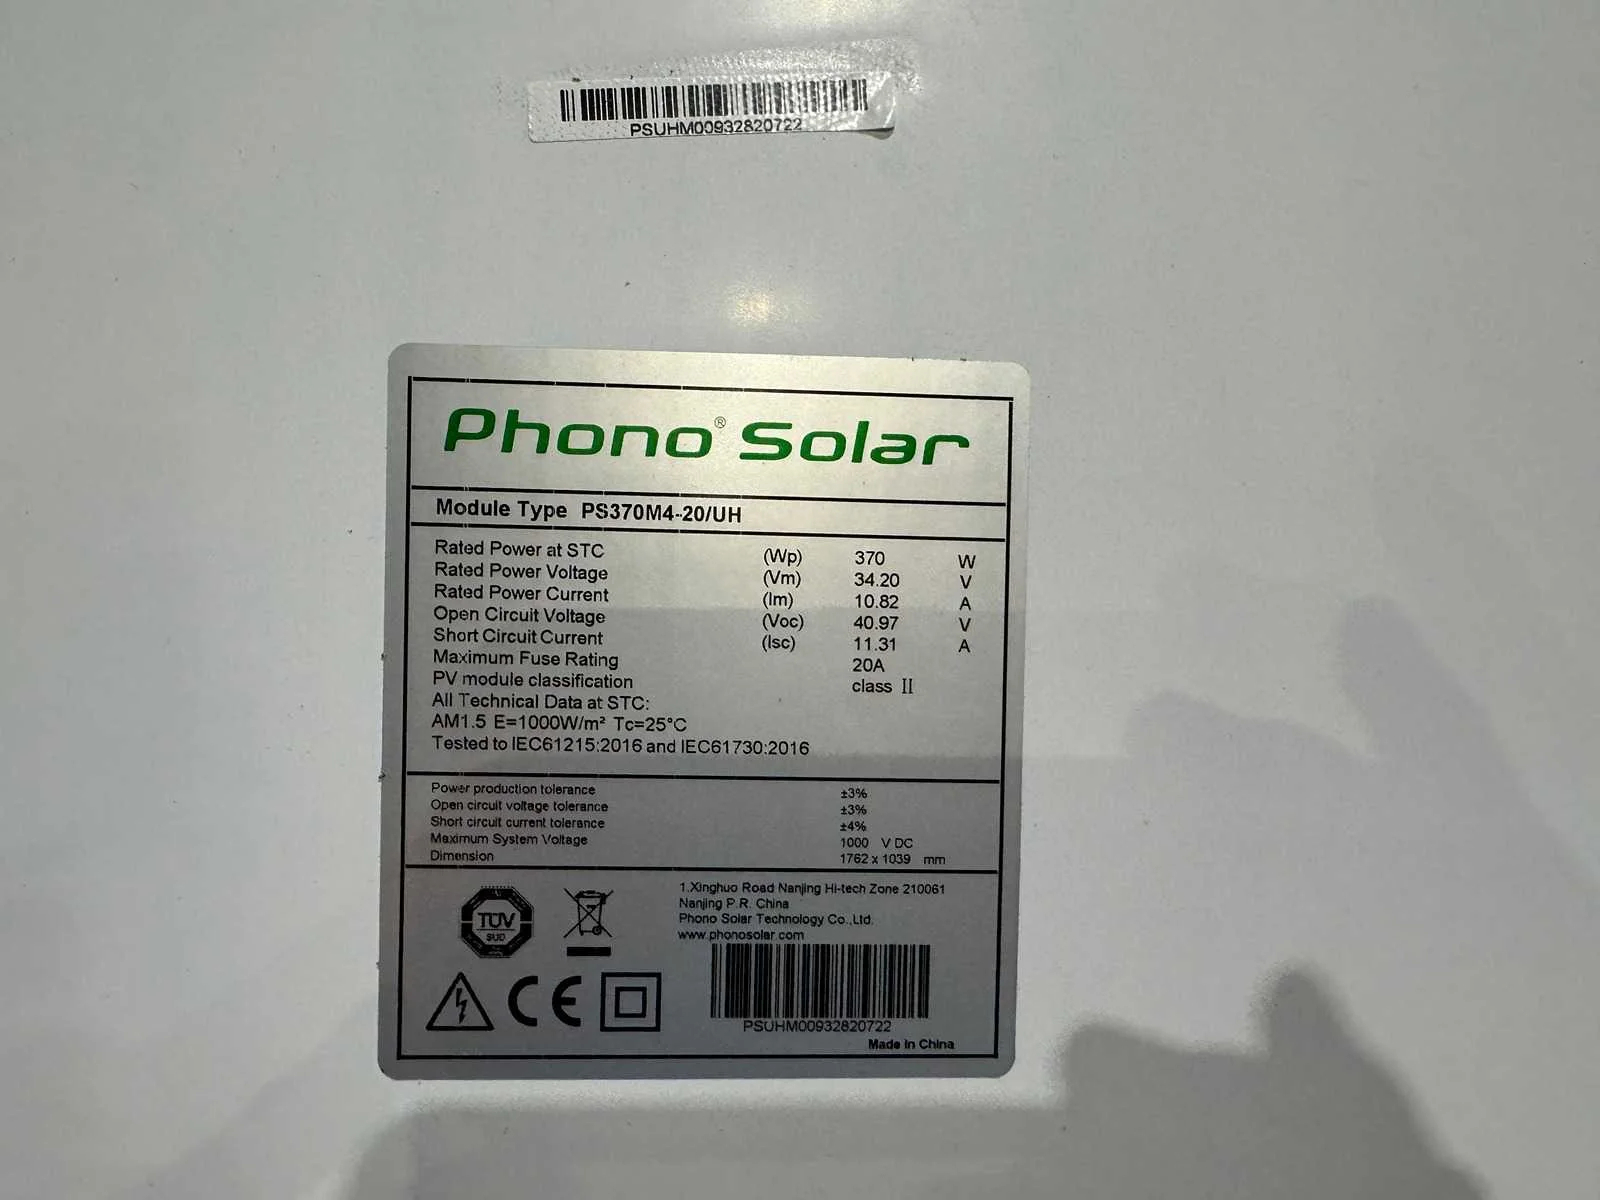 PSUHM00932820722
Phono® Solar
Module Type PS370M4-20/UH
Rated Power at STC (Wp) 370 W
Rated Power Voltage (Vm) 34.20 V
Rated Power Current (Im) 10.82 A
Open Circuit Voltage (Voc) 40.97 V
Short Circuit Current (Isc) 11.31 A
Maximum Fuse Rating 20A
PV module classification class II
All Technical Data at STC:
AM1.5 E=1000W/m² Tc=25°C
Tested to IEC61215:2016 and IEC61730:2016
Power production tolerance ±3%
Open circuit voltage tolerance ±3%
Short circuit current tolerance ±4%
Maximum System Voltage 1000 V DC
Dimension 1762 x 1039 mm
1.Xinghuo Road Nanjing Hi-tech Zone 210061
Nanjing P.R. China
Phono Solar Technology Co.,Ltd.
www.phonosolar.com
TÜV
SÜD
CE
PSUHM00932820722
Made In China